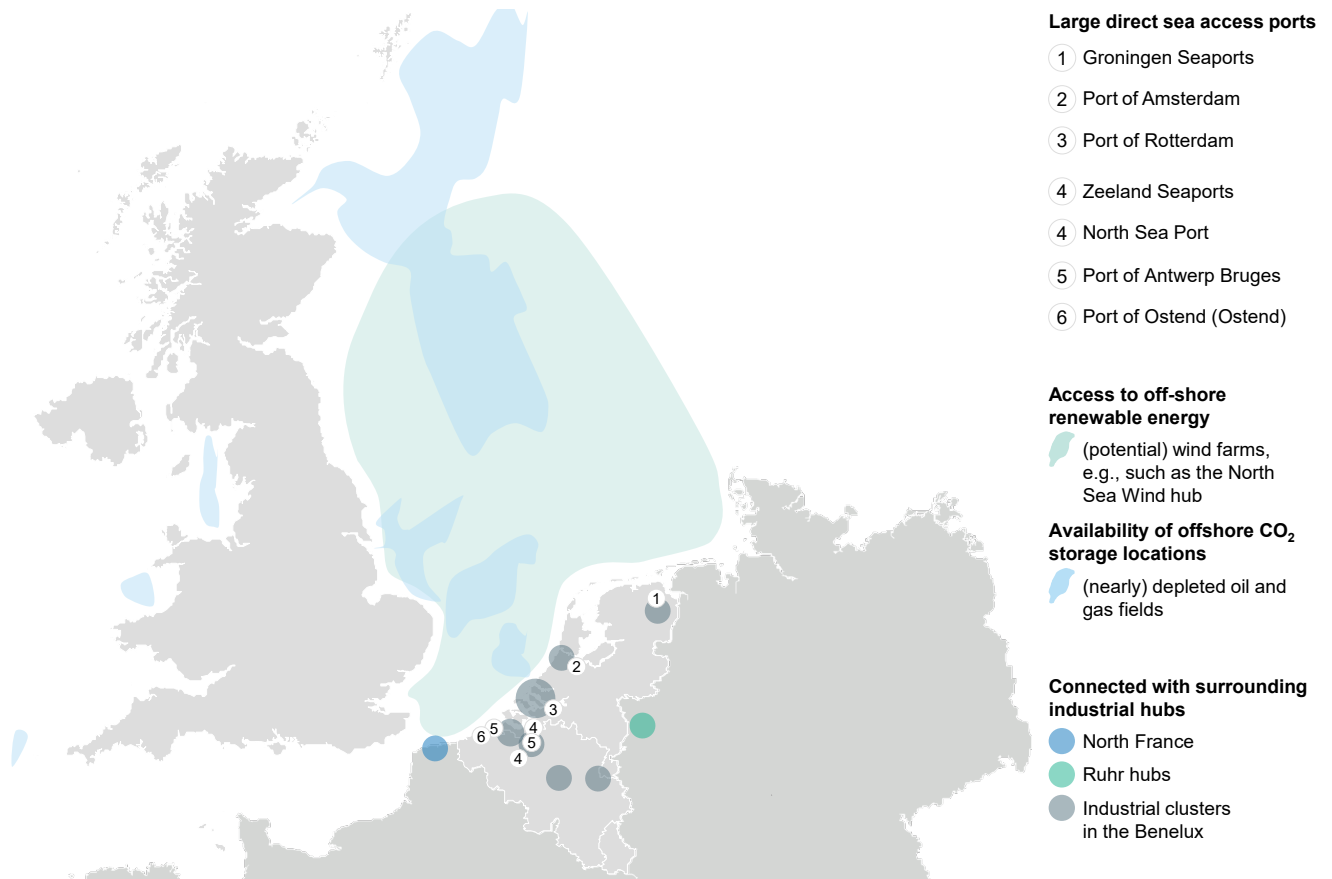 Large direct sea access ports
1 Groningen Seaports
2 Port of Amsterdam
3 Port of Rotterdam
4 Zeeland Seaports
4 North Sea Port
5 Port of Antwerp Bruges
6 Port of Ostend (Ostend)
Access to off-shore
renewable energy
(potential) wind farms,
e.g., such as the North
Sea Wind hub
Availability of offshore CO₂
storage locations
(nearly) depleted oil and
gas fields
Connected with surrounding
industrial hubs
North France
Ruhr hubs
Industrial clusters
in the Benelux
1
2
3
5
4
6
5
4